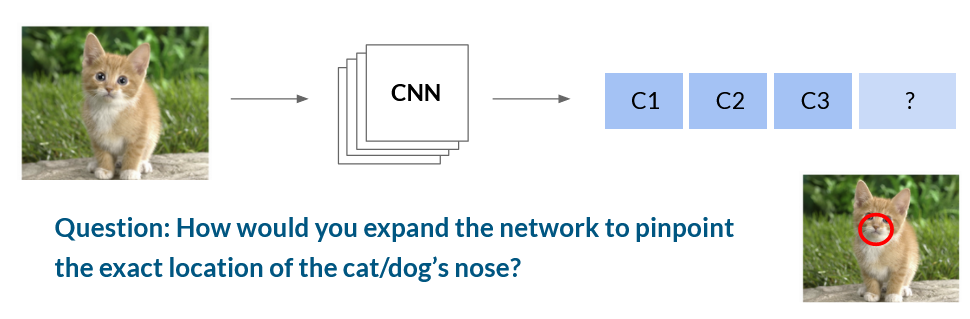 CNN
C1 C2 C3 ?
Question: How would you expand the network to pinpoint
the exact location of the cat/dog’s nose?